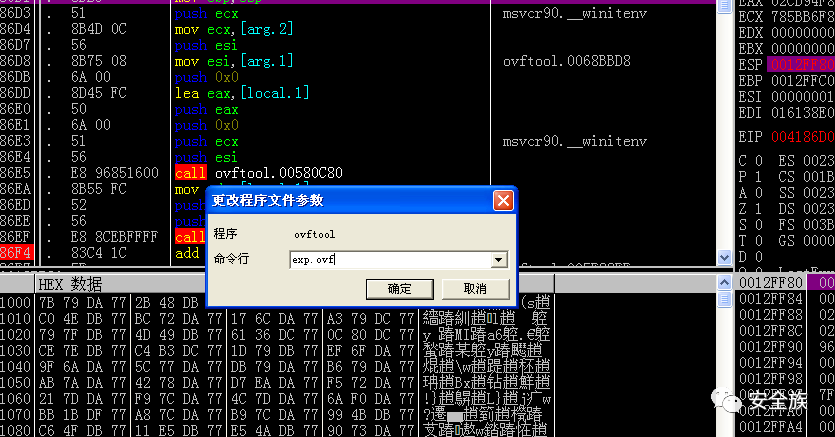 86D3 . 51 push ecx msvcr90.__winitenv
86D4 . 8B4D 0C mov ecx,[arg.2]
86D7 . 56 push esi
86D8 . 8B75 08 mov esi,[arg.1] ovftool.0068BBD8
86DB . 6A 00 push 0x0
86DD . 8D45 FC lea eax,[local.1]
86E0 . 50 push eax
86E1 . 6A 00 push 0x0
86E3 . 51 push ecx msvcr90.__winitenv
86E4 . 56 push esi
86E5 . E8 96851600 call ovftool.00580C80
86EA . 8B55 FC mov
86ED . 52 push
86EE . 56 push
86EF . E8 8CEBFFFF call
86F4 . 83C4 1C add
ECX 785BB6F8
EDX 00000000
EBX 00000000
ESP 0012FF80
EBP 0012FFC0
ESI 00000001
EDI 016138E0
EIP 004186D0
C 0 ES 0023
P 1 CS 001B
A 0 SS 0023
Z 1 DS 0023
S 0 FS 003B
T 0 GS 0000
D 0
更改程序文件参数
程序 ovftool
命令行 exp.ovf
确定 取消
HEX 数据
1000 7B 79 DA 77 2B 48 DB
1010 C0 4E DB 77 BC 72 DA 77 17 6C DA 77 A3 79 DC 77
1020 79 7F DB 77 4D 49 DB 77 61 36 DC 77 0C 80 DC 77
1030 CE 7E DB 77 C4 B3 DC 77 1D 79 DB 77 EF 6F DA 77
1040 9F 6A DA 77 5C 77 DA 77 DB 69 DB 77 B6 79 DA 77
1050 AB 7A DA 77 42 78 DA 77 D7 EA DA 77 F5 72 DA 77
1060 21 7D DA 77 F9 7C DA 77 4C 7D DA 77 6A F0 DA 77
1070 BB 1B DF 77 A8 7C DA 77 B9 7C DA 77 99 4B DB 77
1080 C6 4F DB 77 11 E5 DB 77 E5 4A DB 77 90 73 DA 77
0012FF80
0012FF84
0012FF88
0012FF8C
0012FF90
0012FF94
0012FF98
0012FF9C
0012FFA0
0012FFA4
安全族